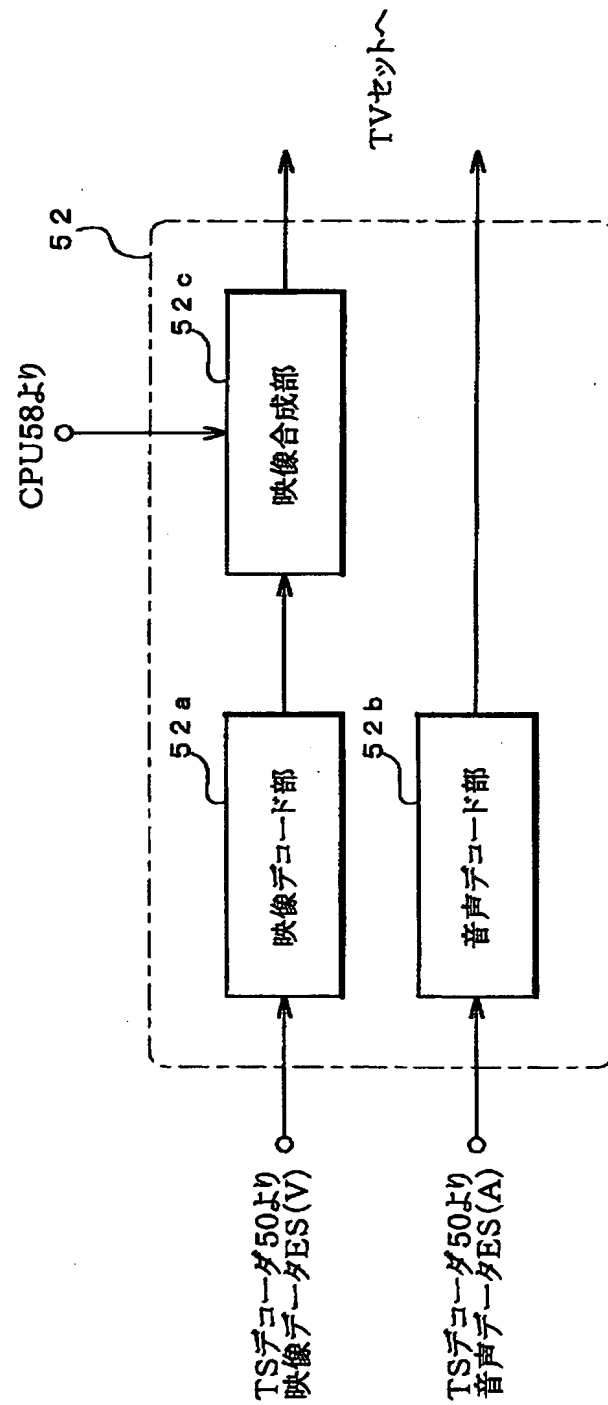 CPU58より
52
52c
映像合成部
TVセットへ
52a
映像デコード部
52b
音声デコード部
TSデコーダ50より
映像データES(V)
TSデコーダ50より
音声データES(A)